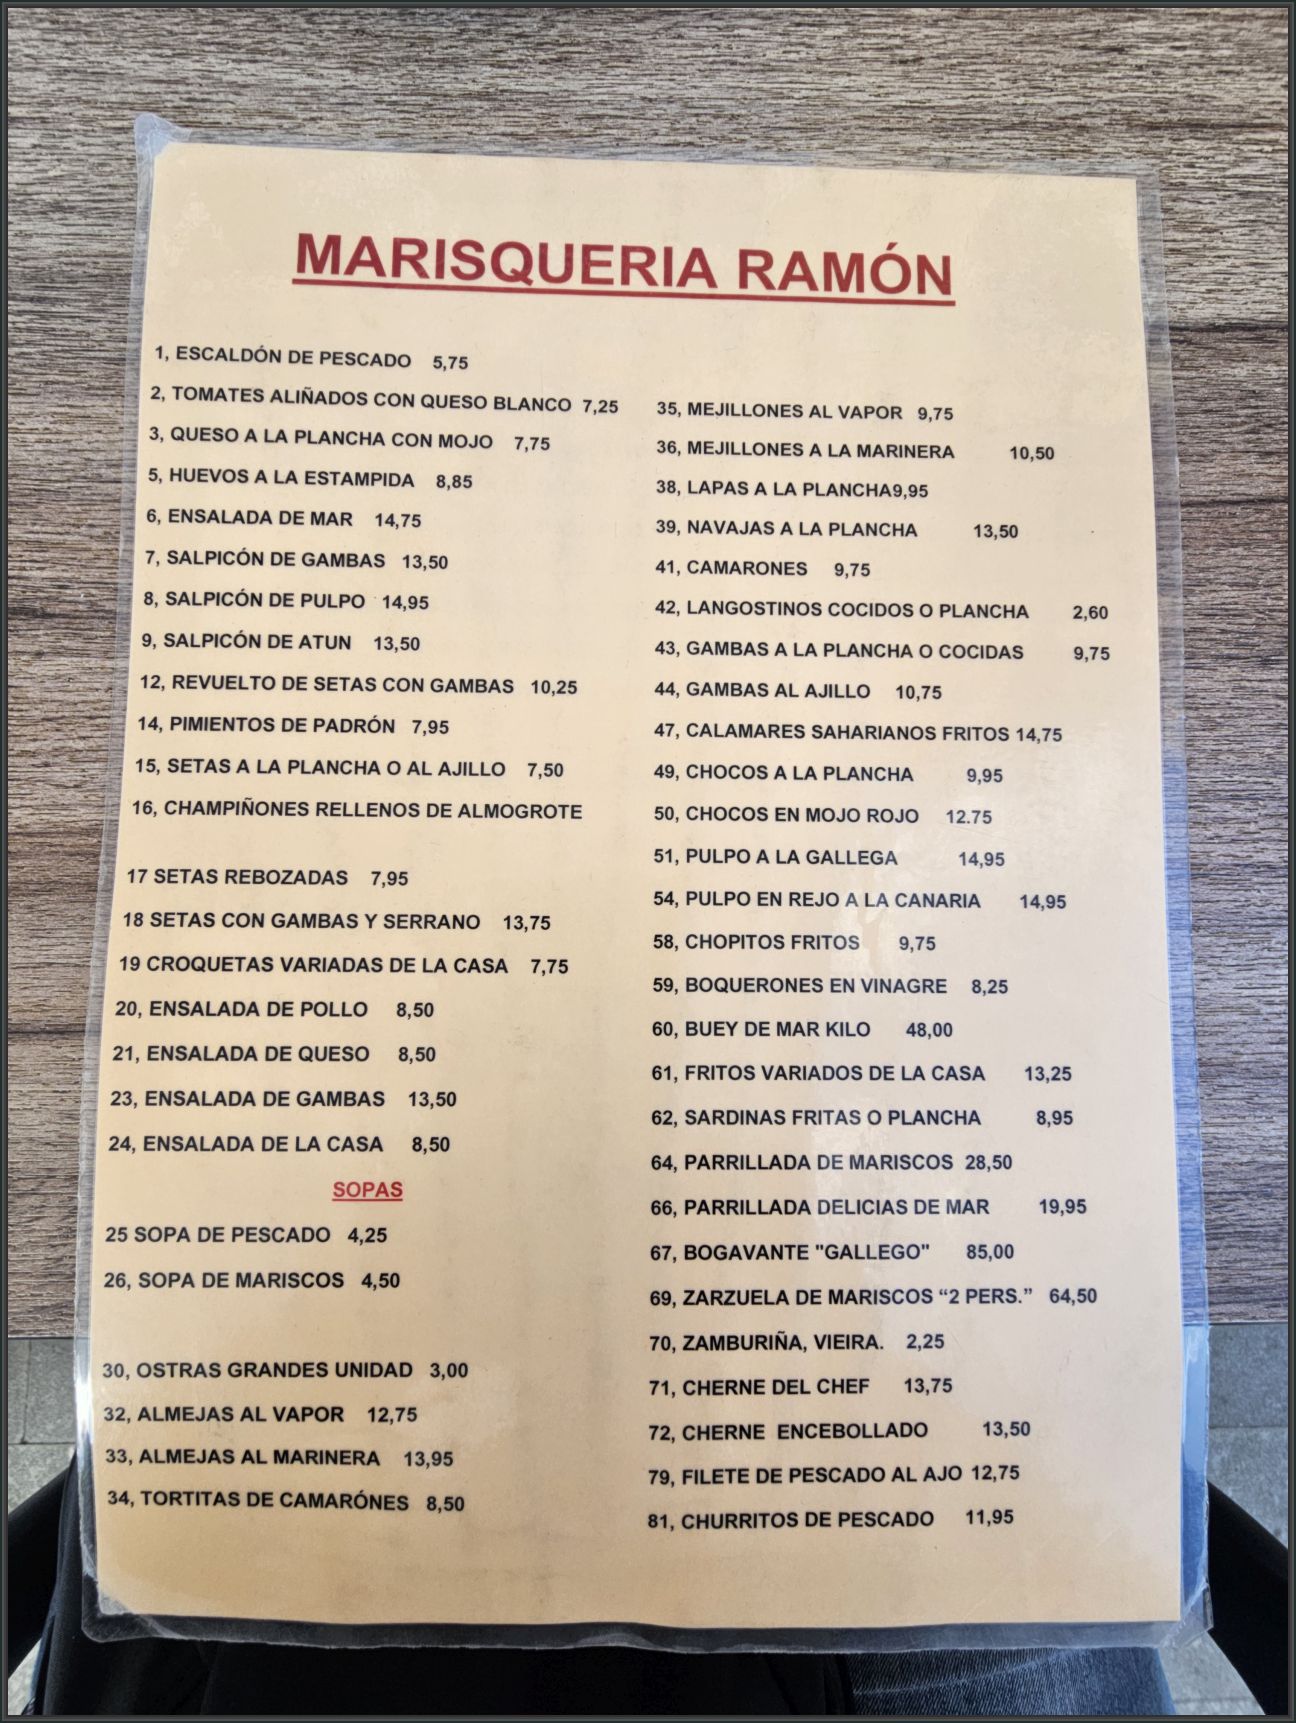 MARISQUERIA RAMÓN
1, ESCALDÓN DE PESCADO 5,75
2, TOMATES ALIÑADOS CON QUESO BLANCO 7,25
3, QUESO A LA PLANCHA CON MOJO 7,75
5, HUEVOS A LA ESTAMPIDA 8,85
6, ENSALADA DE MAR 14,75
7, SALPICÓN DE GAMBAS 13,50
8, SALPICÓN DE PULPO 14,95
9, SALPICÓN DE ATUN 13,50
12, REVUELTO DE SETAS CON GAMBAS 10,25
14, PIMIENTOS DE PADRÓN 7,95
15, SETAS A LA PLANCHA O AL AJILLO 7,50
16, CHAMPIÑONES RELLENOS DE ALMOGROTE
17 SETAS REBOZADAS 7,95
18 SETAS CON GAMBAS Y SERRANO 13,75
19 CROQUETAS VARIADAS DE LA CASA 7,75
20, ENSALADA DE POLLO 8,50
21, ENSALADA DE QUESO 8,50
23, ENSALADA DE GAMBAS 13,50
24, ENSALADA DE LA CASA 8,50
SOPAS
25 SOPA DE PESCADO 4,25
26, SOPA DE MARISCOS 4,50
30, OSTRAS GRANDES UNIDAD 3,00
32, ALMEJAS AL VAPOR 12,75
33, ALMEJAS AL MARINERA 13,95
34, TORTITAS DE CAMARÓNES 8,50
35, MEJILLONES AL VAPOR 9,75
36, MEJILLONES A LA MARINERA 10,50
38, LAPAS A LA PLANCHA9,95
39, NAVAJAS A LA PLANCHA 13,50
41, CAMARONES 9,75
42, LANGOSTINOS COCIDOS O PLANCHA 2,60
43, GAMBAS A LA PLANCHA O COCIDAS 9,75
44, GAMBAS AL AJILLO 10,75
47, CALAMARES SAHARIANOS FRITOS 14,75
49, CHOCOS A LA PLANCHA 9,95
50, CHOCOS EN MOJO ROJO 12.75
51, PULPO A LA GALLEGA 14,95
54, PULPO EN REJO A LA CANARIA 14,95
58, CHOPITOS FRITOS 9,75
59, BOQUERONES EN VINAGRE 8,25
60, BUEY DE MAR KILO 48,00
61, FRITOS VARIADOS DE LA CASA 13,25
62, SARDINAS FRITAS O PLANCHA 8,95
64, PARRILLADA DE MARISCOS 28,50
66, PARRILLADA DELICIAS DE MAR 19,95
67, BOGAVANTE "GALLEGO" 85,00
69, ZARZUELA DE MARISCOS “2 PERS.” 64,50
70, ZAMBURIÑA, VIEIRA. 2,25
71, CHERNE DEL CHEF 13,75
72, CHERNE ENCEBOLLADO 13,50
79, FILETE DE PESCADO AL AJO 12,75
81, CHURRITOS DE PESCADO 11,95